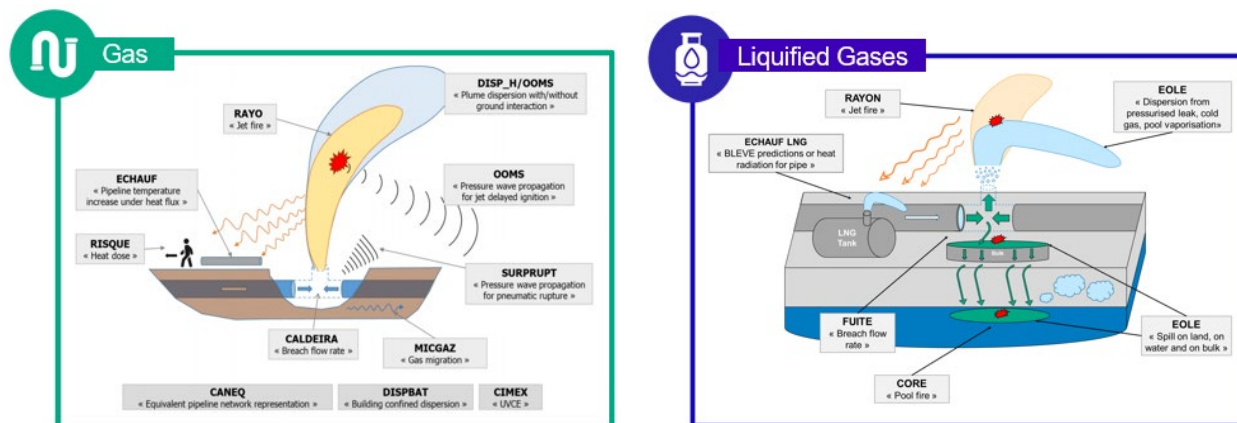 Gas
DISP_H/OOMS
« Plume dispersion with/without
ground interaction »
RAYO
« Jet fire »
ECHAUF
« Pipeline temperature
increase under heat flux »
OOMS
« Pressure wave propagation
for jet delayed ignition »
RISQUE
« Heat dose »
SURPRUPT
« Pressure wave propagation
for pneumatic rupture »
CALDEIRA
« Breach flow rate »
MICGAZ
« Gas migration »
CANEQ
« Equivalent pipeline network representation »
DISPBAT
« Building confined dispersion »
CIMEX
« UVCE »
Liquified Gases
RAYON
« Jet fire »
EOLE
« Dispersion from
pressurised leak, cold
gas, pool vaporisation»
ECHAUF LNG
« BLEVE predictions or heat
radiation for pipe »
LNG
Tank
Bulk
FUITE
« Breach flow
rate »
EOLE
« Spill on land, on
water and on bulk »
CORE
« Pool fire »